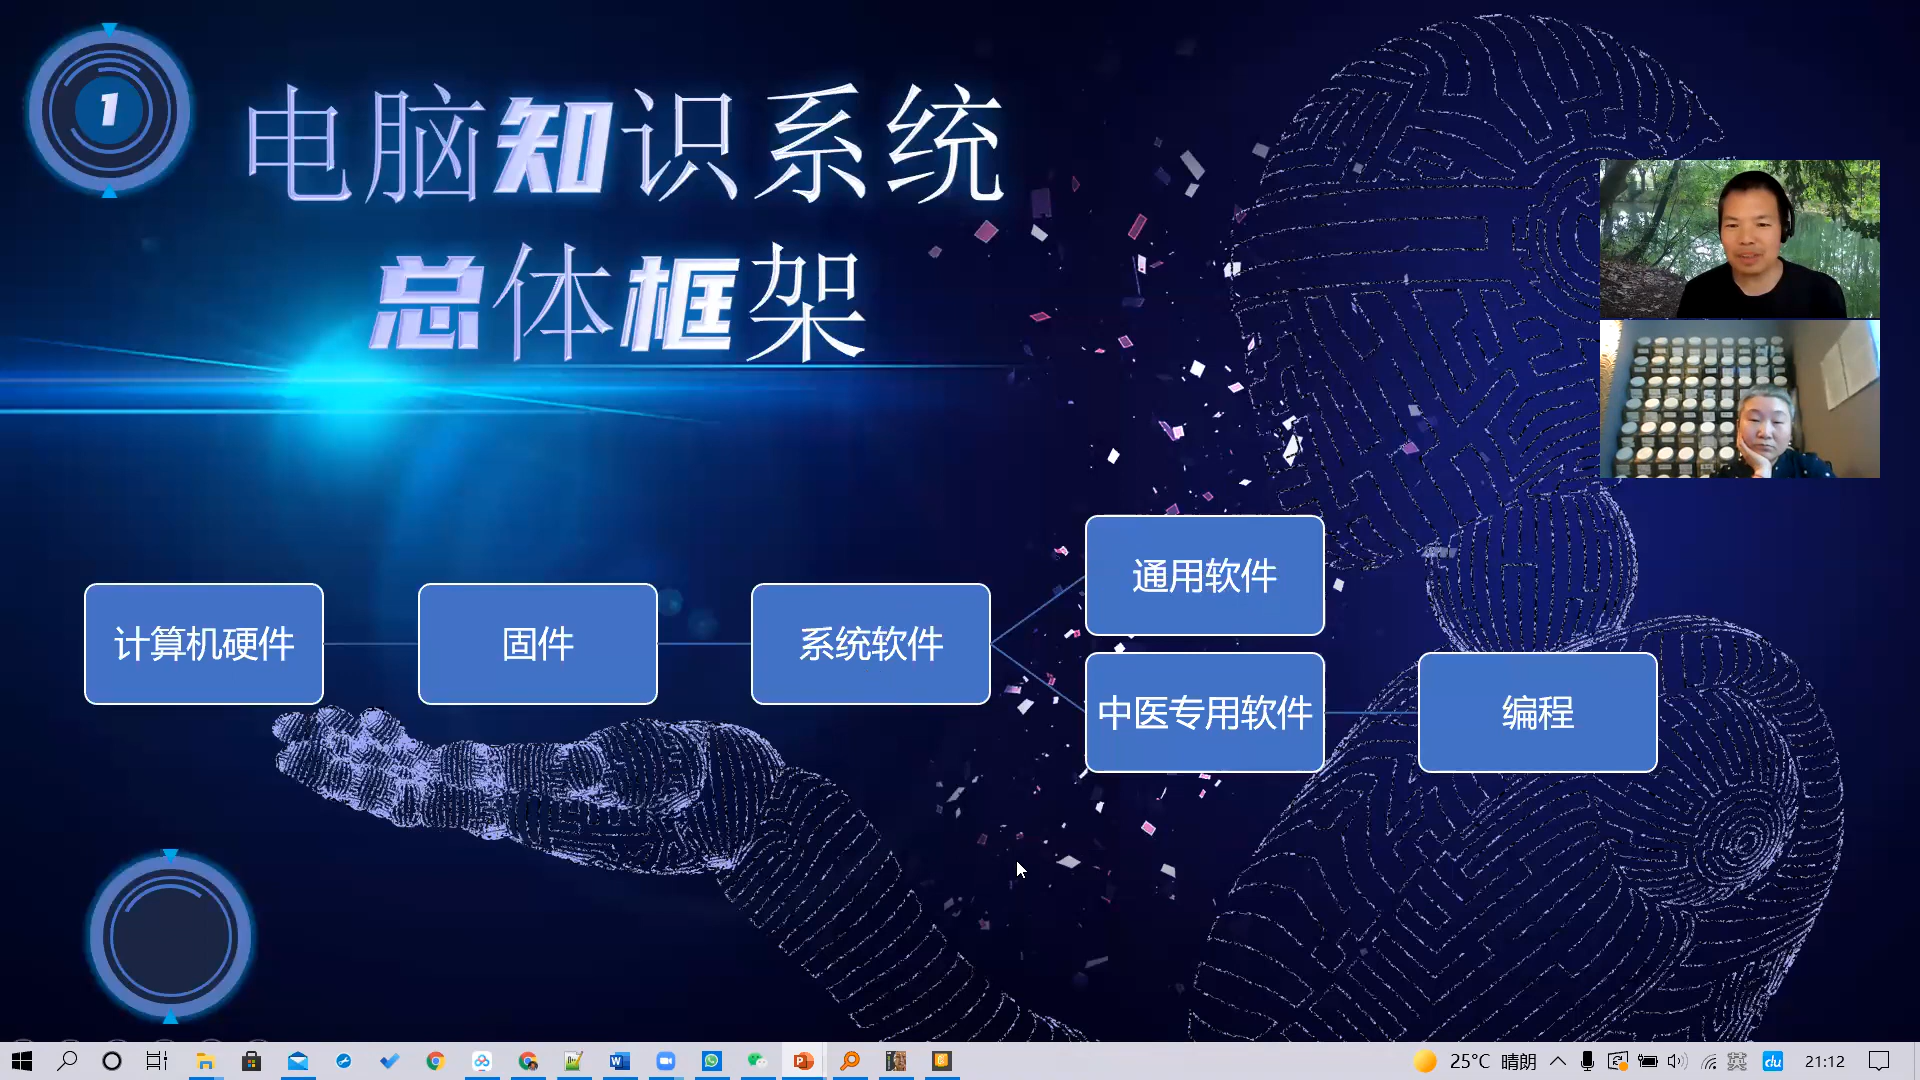 1
电脑知识系统
总体框架
计算机硬件
固件
系统软件
通用软件
中医专用软件
编程
25°C 晴朗
英
du
21:12